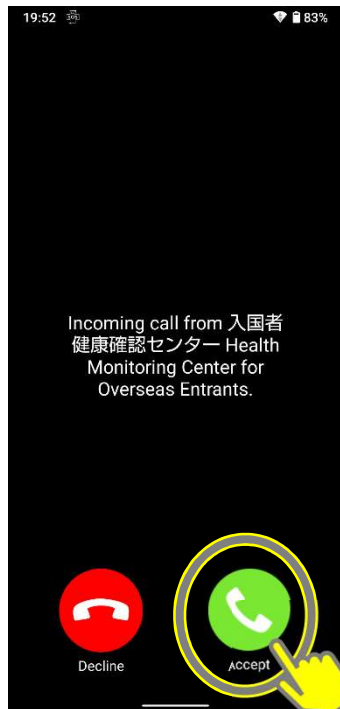 19:52
83%
Incoming call from 入国者
健康確認センター Health
Monitoring Center for
Overseas Entrants.
Decline
Accept